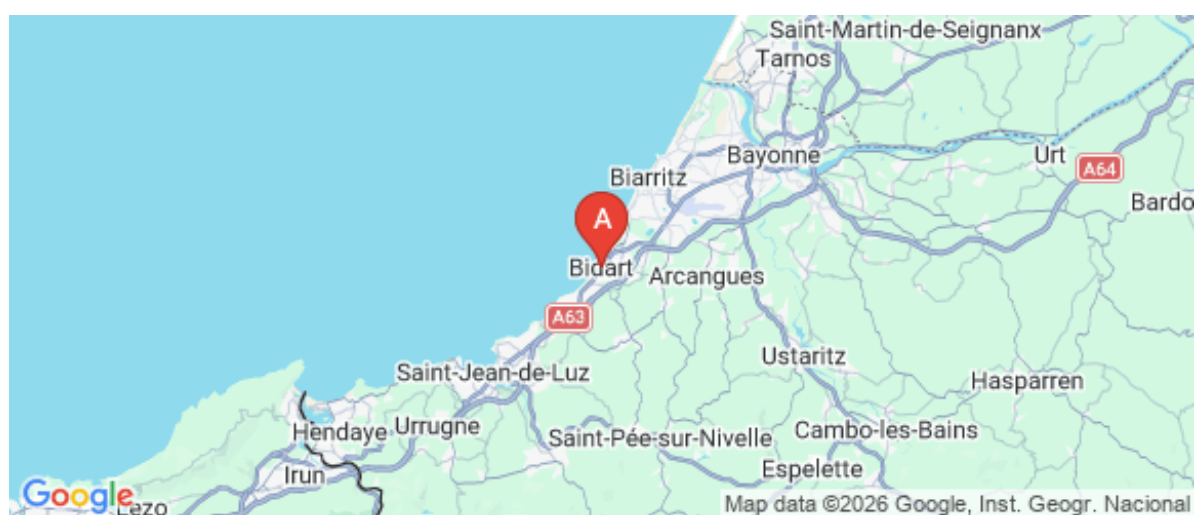 Saint-Martin-de-Seignanx
Tarnos
Bayonne
Urt
A64
Biarritz
Bardo
A
Bidart
Arcangues
A63
Ustaritz
Saint-Jean-de-Luz
Hasparren
Urrugne
Hendaye
Saint-Pée-sur-Nivelle
Cambo-les-Bains
Irun
Espelette
Google
Lezo
Map data ©2026 Google, Inst. Geogr. Nacional